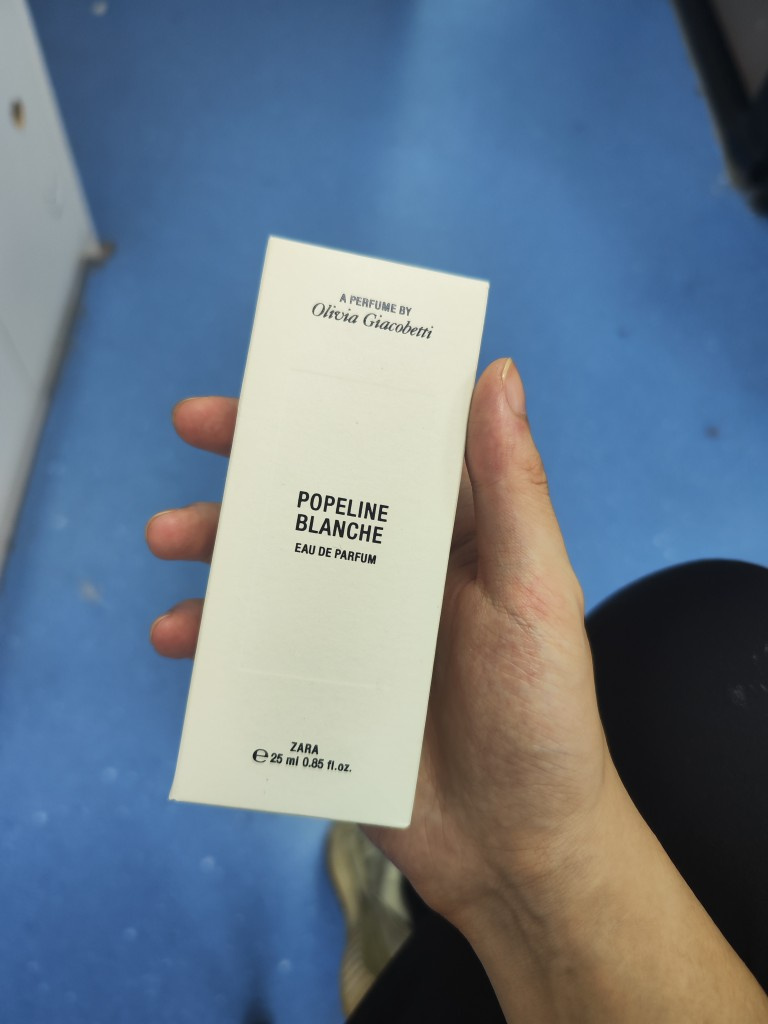 A PERFUME BY
Olivia Giacobetti
POPELINE
BLANCHE
EAU DE PARFUM
ZARA
℮ 25 ml 0.85 fl.oz.